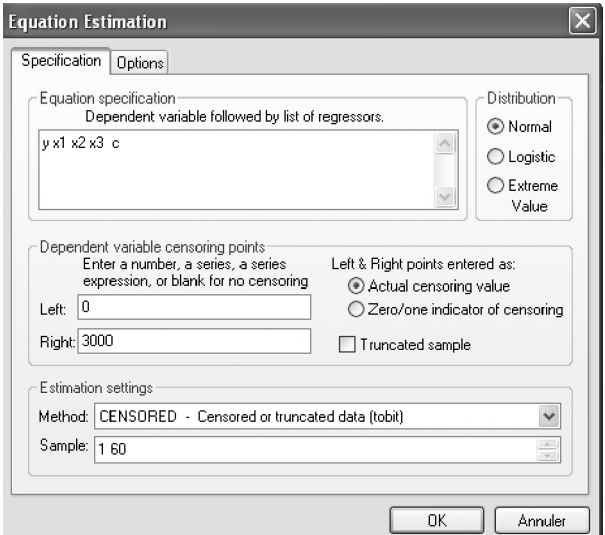 Equation Estimation
Specification
Options
Equation specification
Dependent variable followed by list of regressors.
y x1 x2 x3 c
Distribution
Normal
Logistic
Extreme
Value
Dependent variable censoring points
Enter a number, a series, a series
expression, or blank for no censoring
Left: 0
Right: 3000
Left & Right points entered as:
Actual censoring value
Zero/one indicator of censoring
Truncated sample
Estimation settings
Method: CENSORED - Censored or truncated data (tobit)
Sample: 1 60
OK
Annuler